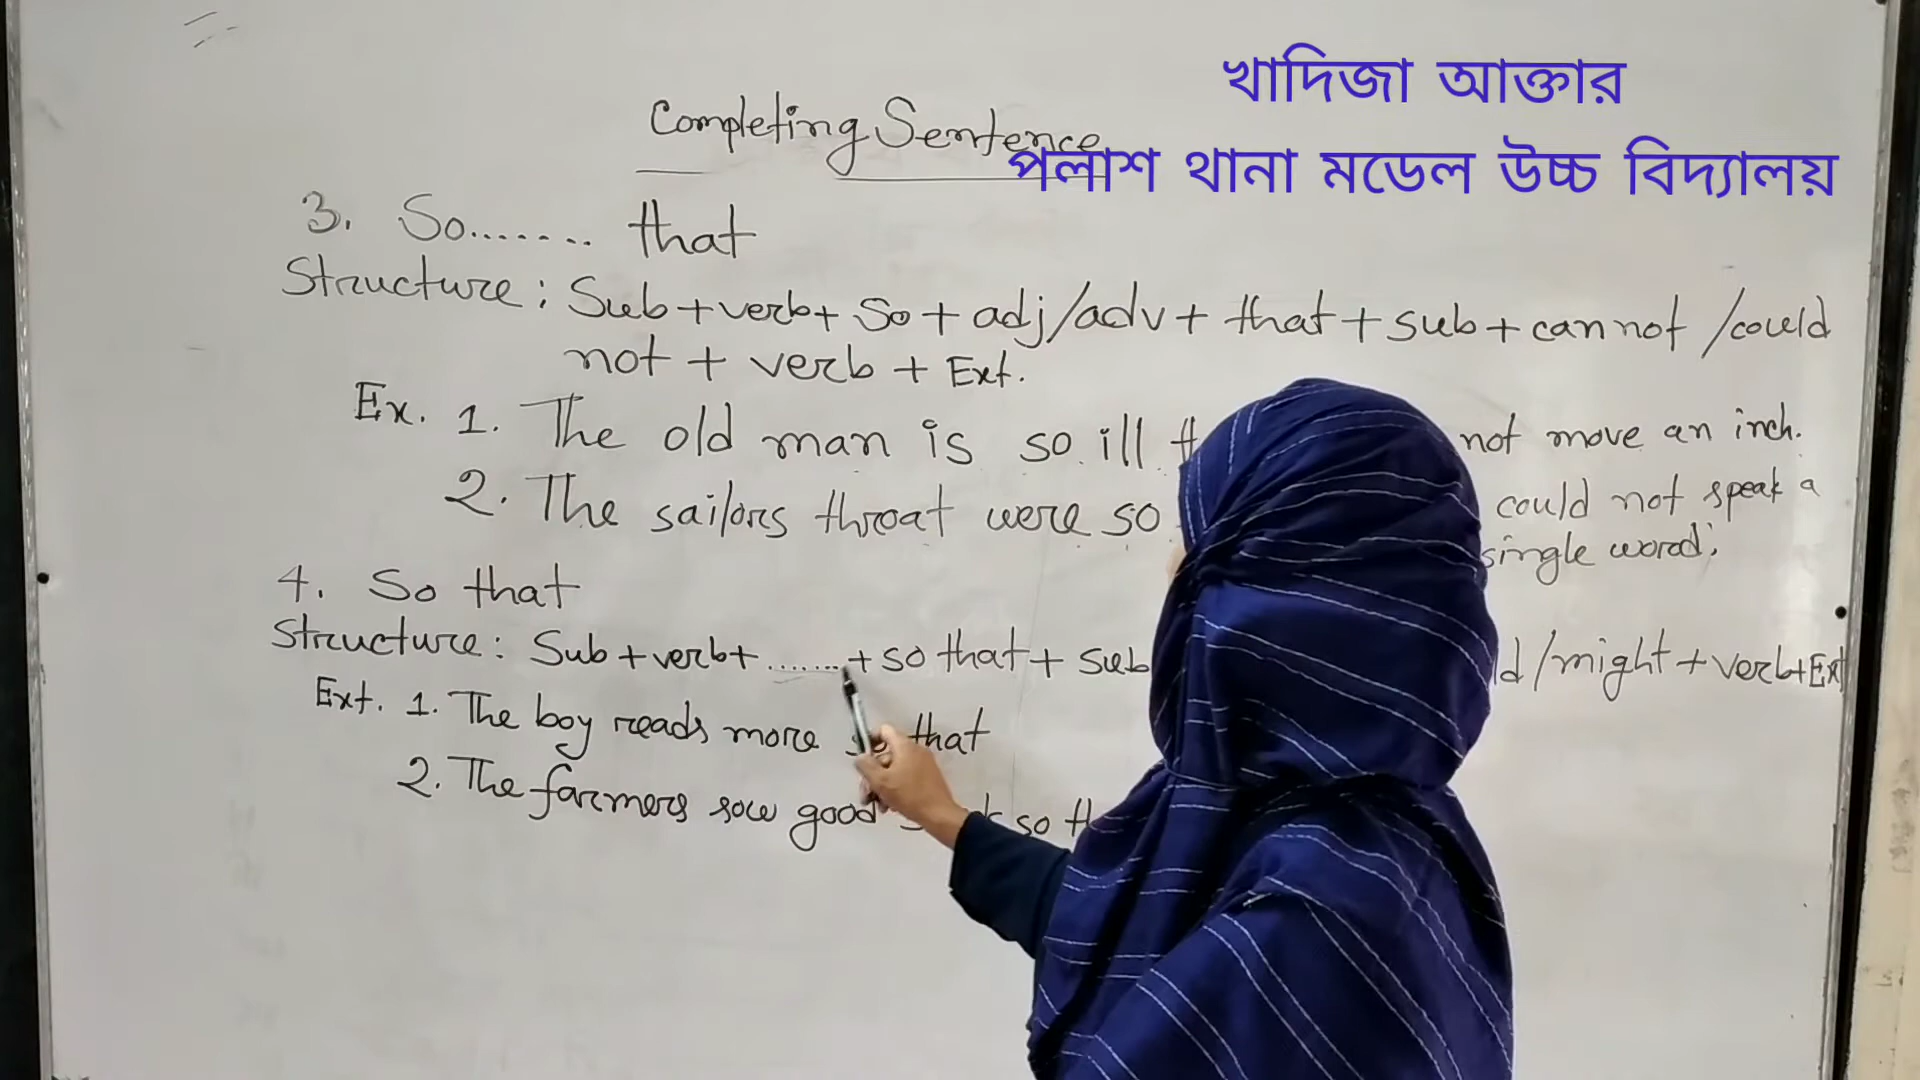 খাদিজা আক্তার
পলাশ থানা মডেল উচ্চ বিদ্যালয়
Completing Sentence
3. So....... that
Structure: Sub+verb+ so + adj/adv + that + sub + can not /could
not + verb + Ext.
Ex. 1. The old man is so ill not move an inch.
2. The sailors throat were so could not speak a
single word,
4. So that
Structure: Sub+verb+ ....... + so that + sub /might + verb+Ext
Ext. 1. The boy reads more so that
2. The farmers sow good so